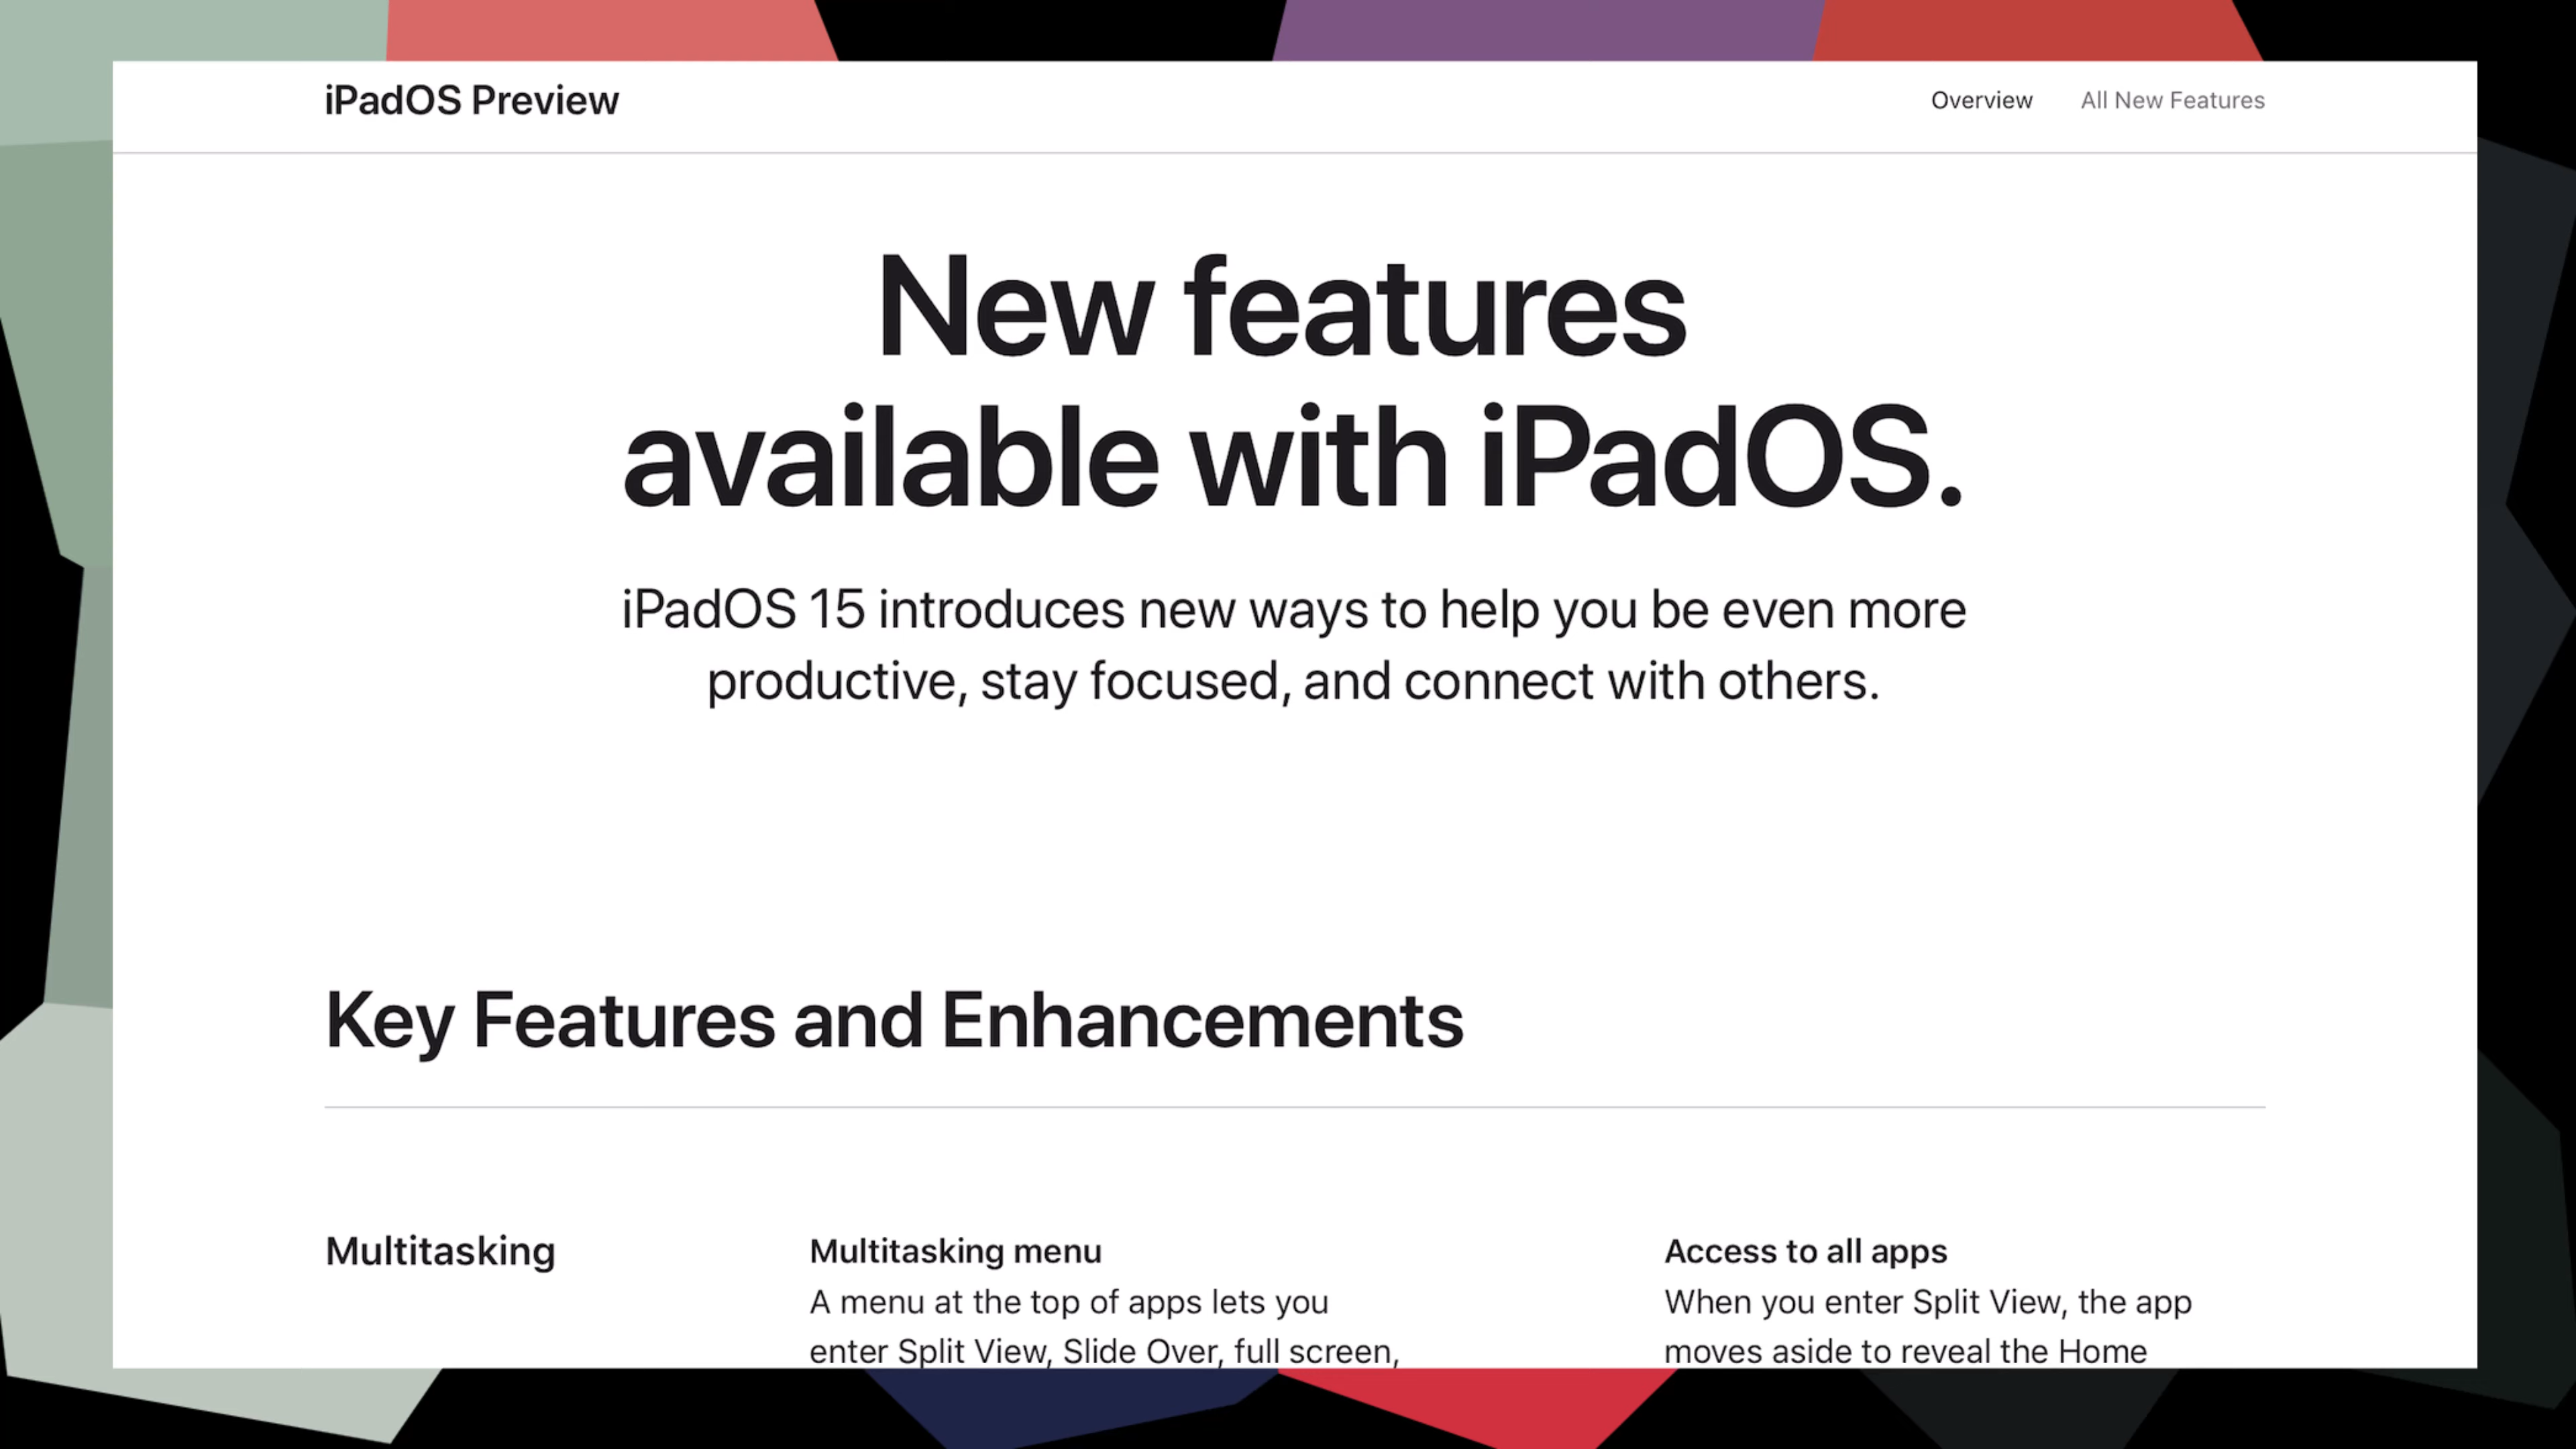 iPadOS Preview
Overview
All New Features
New features
available with iPadOS.
iPadOS 15 introduces new ways to help you be even more
productive, stay focused, and connect with others.
Key Features and Enhancements
Multitasking
Multitasking menu
A menu at the top of apps lets you
enter Split View, Slide Over, full screen,
Access to all apps
When you enter Split View, the app
moves aside to reveal the Home